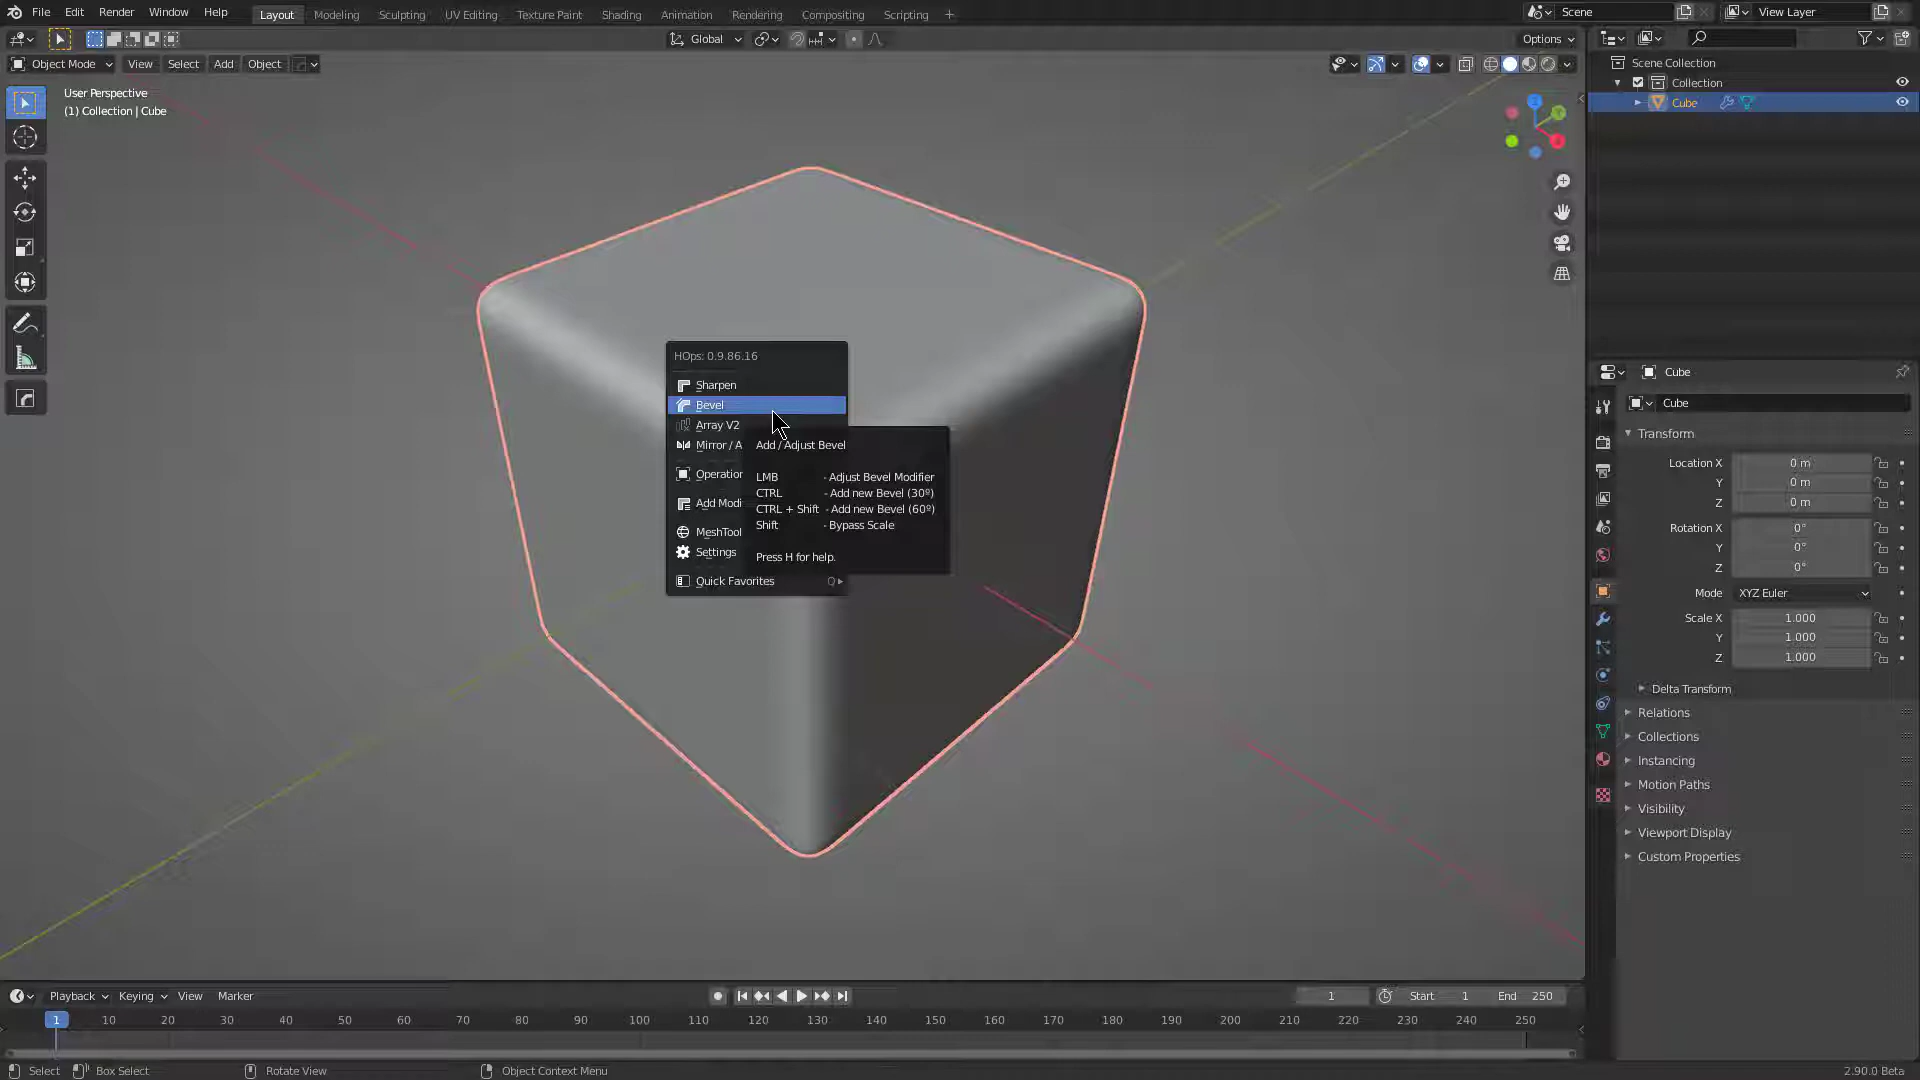 File Edit Render Window Help Layout Modeling Sculpting UV Editing Texture Paint Shading Animation Rendering Compositing Scripting + Scene View Layer
Global Options
Object Mode View Select Add Object
User Perspective
(1) Collection | Cube
Scene Collection
Collection
Cube
HOps: 0.9.86.16
Sharpen
Bevel
Array V2
Mirror / A
Operation
Add Modi
MeshTool
Settings
Quick Favorites Q
Add / Adjust Bevel
LMB - Adjust Bevel Modifier
CTRL - Add new Bevel (30º)
CTRL + Shift - Add new Bevel (60º)
Shift - Bypass Scale
Press H for help.
Cube
Cube
Transform
Location X 0 m
Y 0 m
Z 0 m
Rotation X 0°
Y 0°
Z 0°
Mode XYZ Euler
Scale X 1.000
Y 1.000
Z 1.000
Delta Transform
Relations
Collections
Instancing
Motion Paths
Visibility
Viewport Display
Custom Properties
Playback Keying View Marker 1 Start 1 End 250
1 10 20 30 40 50 60 70 80 90 100 110 120 130 140 150 160 170 180 190 200 210 220 230 240 250
Select Box Select Rotate View Object Context Menu 2.90.0 Beta